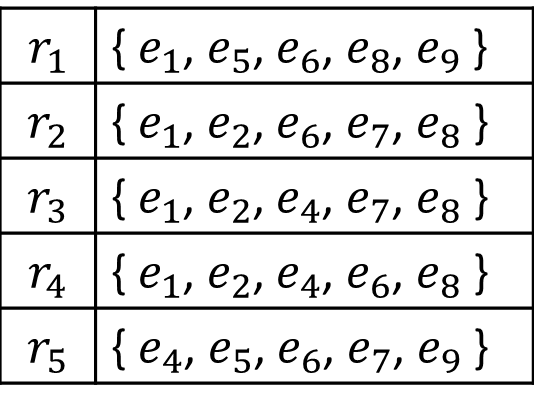 r₁ { e₁, e₅, e₆, e₈, e₉ }
r₂ { e₁, e₂, e₆, e₇, e₈ }
r₃ { e₁, e₂, e₄, e₇, e₈ }
r₄ { e₁, e₂, e₄, e₆, e₈ }
r₅ { e₄, e₅, e₆, e₇, e₉ }